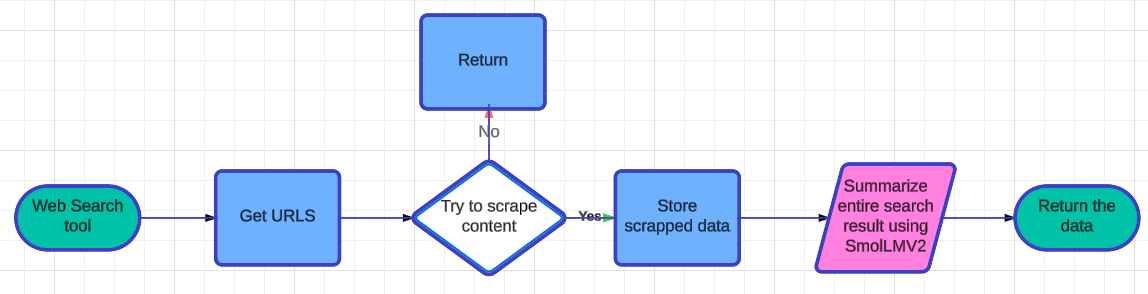 Return
No
Web Search
tool
Get URLS
Try to scrape
content
Yes
Store
scrapped data
Summarize
entire search
result using
SmolLMV2
Return the
data